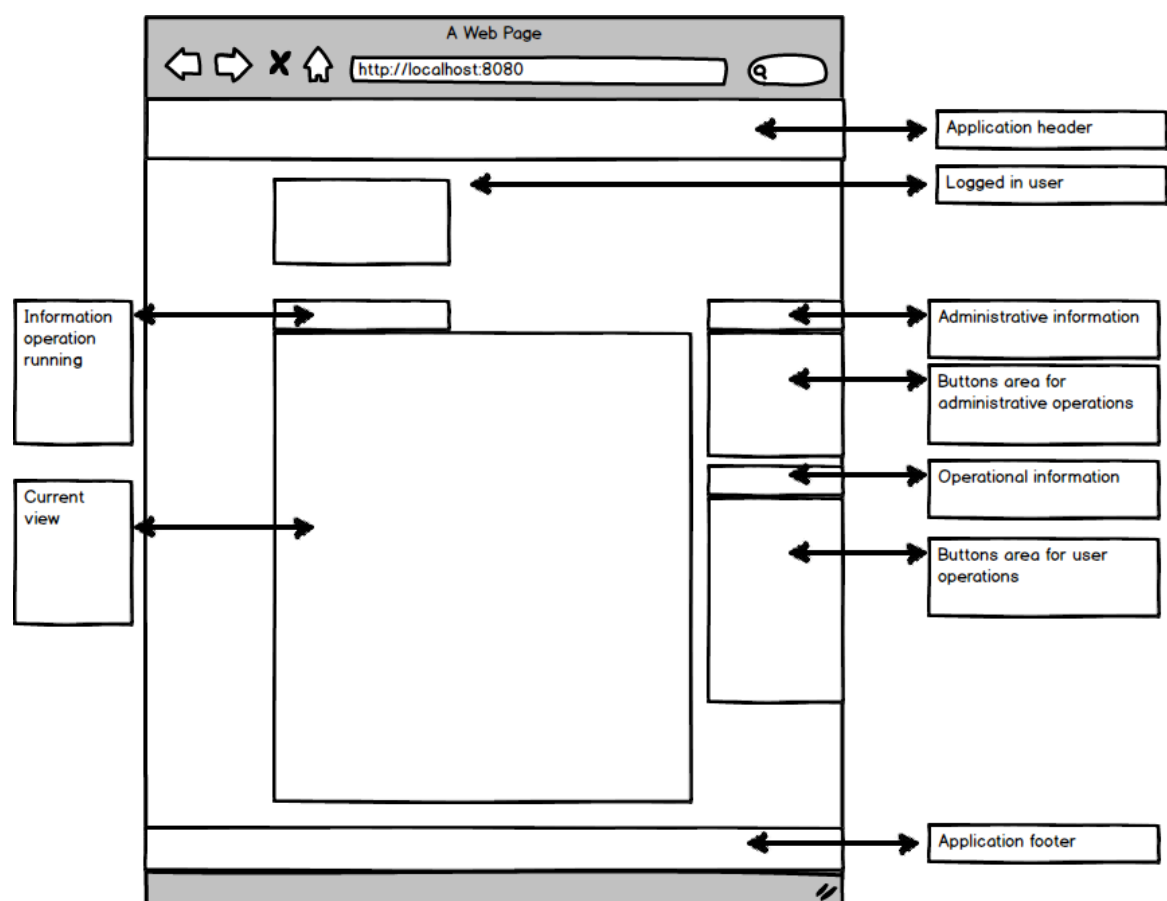 A Web Page
http://localhost:8080
Application header
Logged in user
Information
operation
running
Administrative information
Buttons area for
administrative operations
Current
view
Operational information
Buttons area for user
operations
Application footer